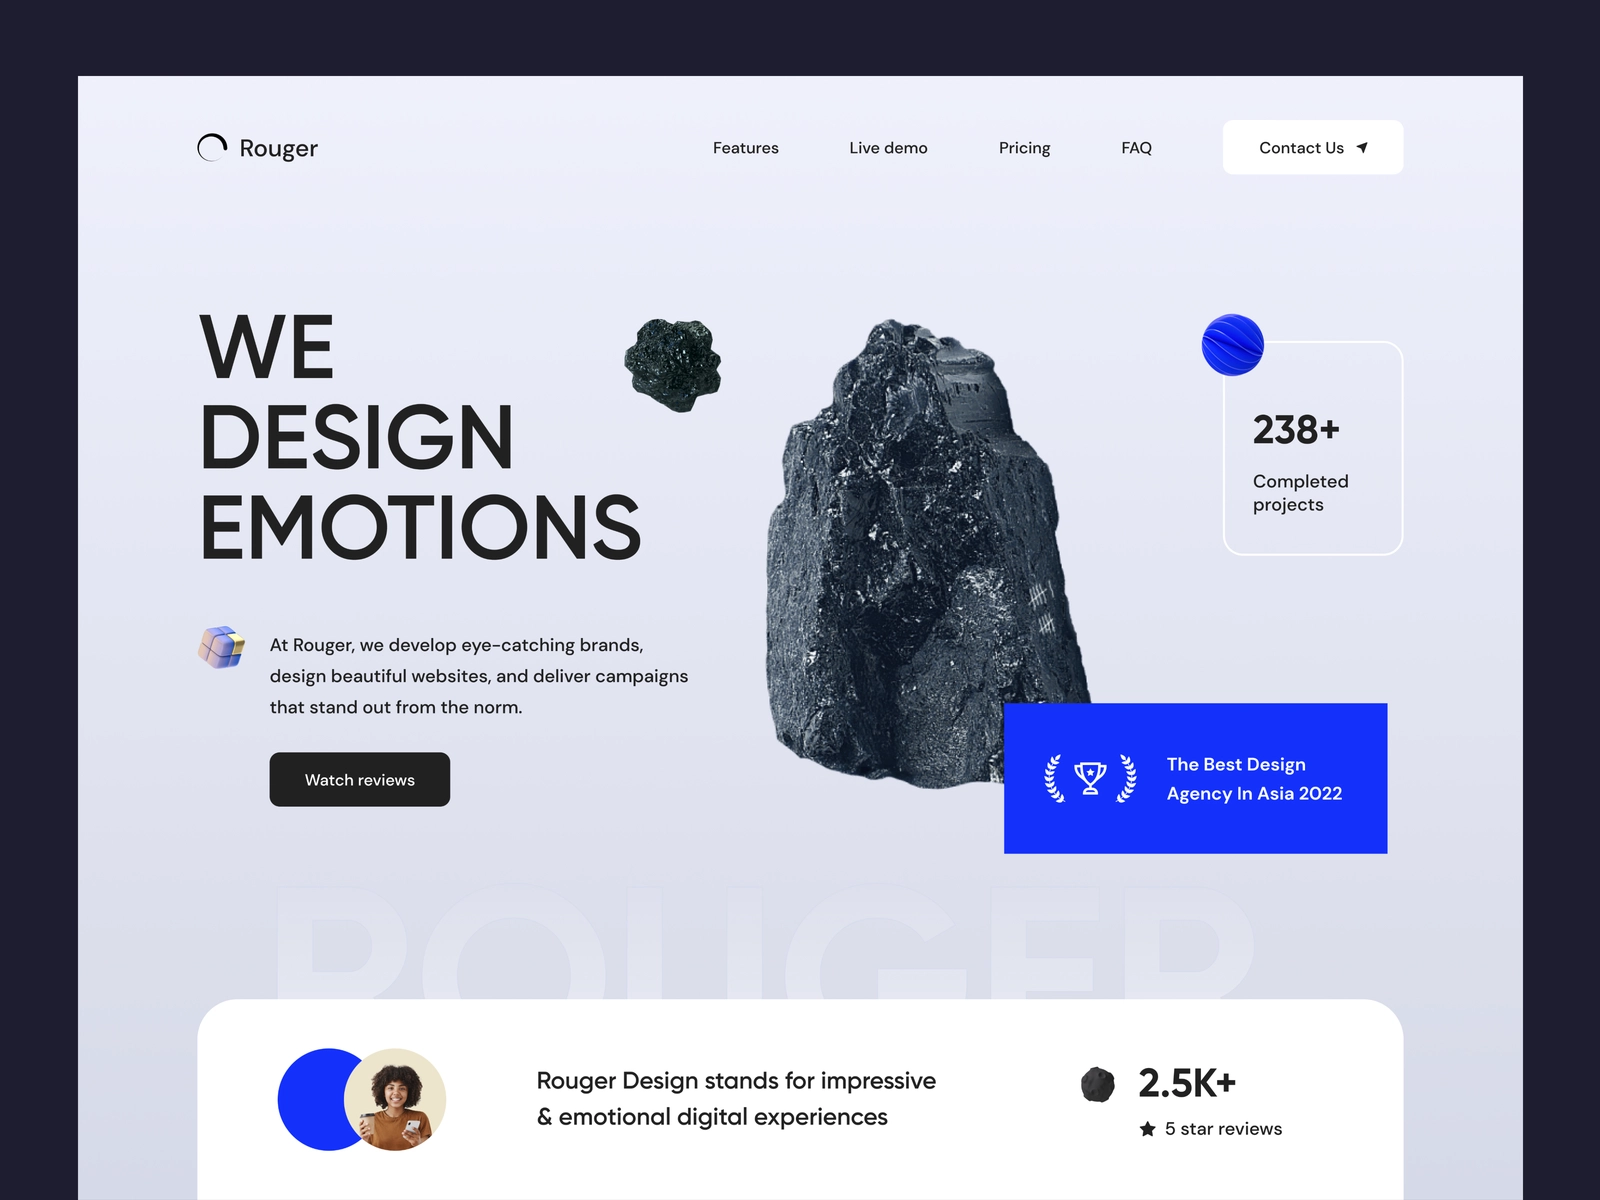 Rouger
Features
Live demo
Pricing
FAQ
Contact Us
WE
DESIGN
EMOTIONS
238+
Completed
projects
At Rouger, we develop eye-catching brands,
design beautiful websites, and deliver campaigns
that stand out from the norm.
Watch reviews
The Best Design
Agency In Asia 2022
ROUGER
Rouger Design stands for impressive
& emotional digital experiences
2.5K+
5 star reviews